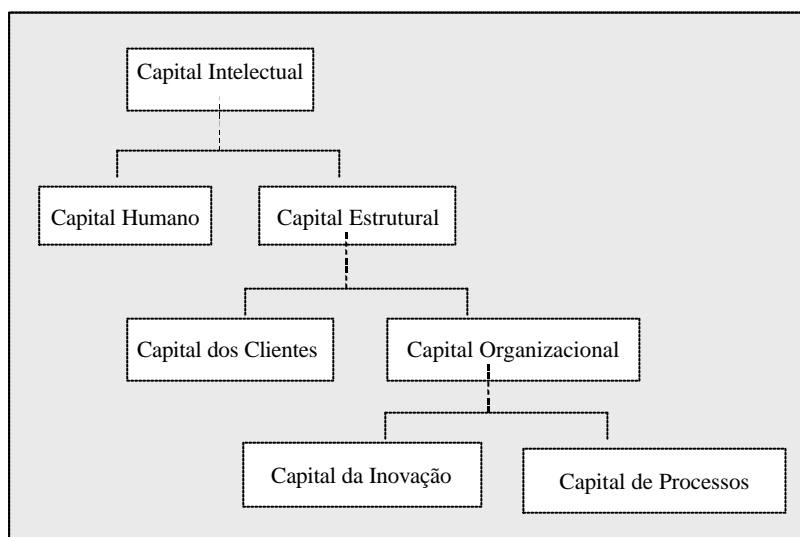 Capital Intelectual
Capital Humano
Capital Estrutural
Capital dos Clientes
Capital Organizacional
Capital da Inovação
Capital de Processos